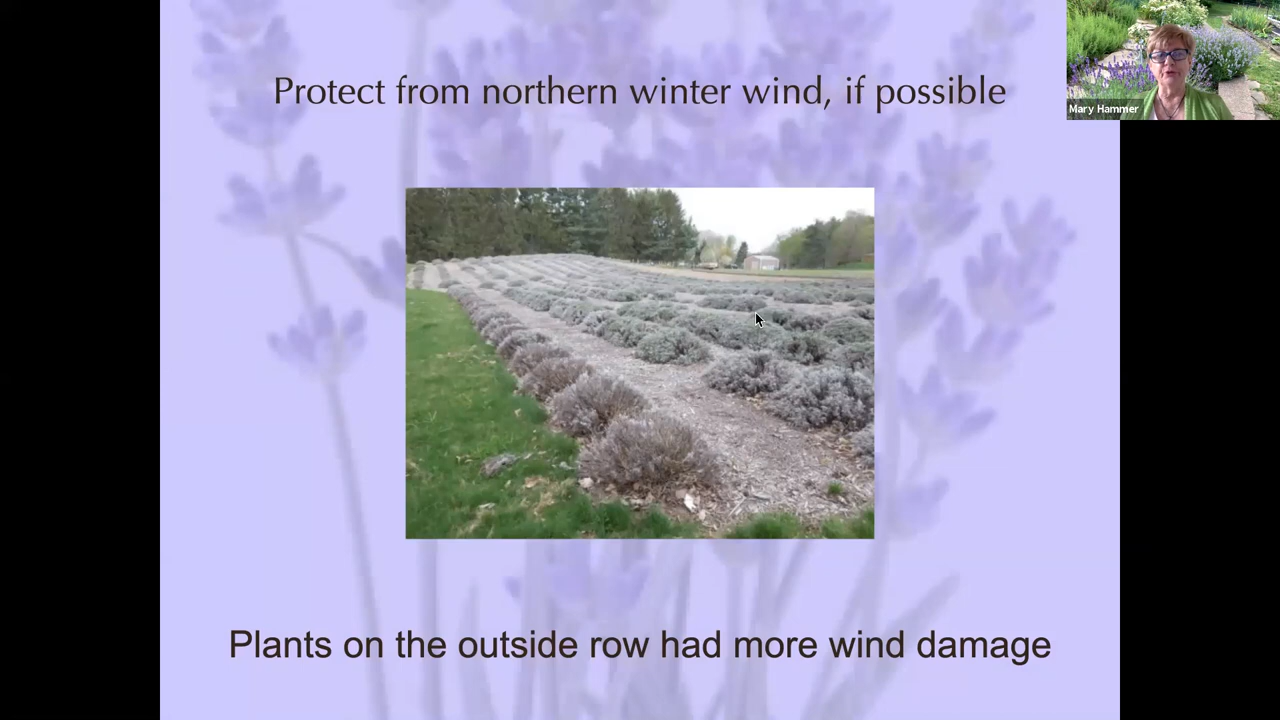 Protect from northern winter wind, if possible
Mary Hammer
Plants on the outside row had more wind damage